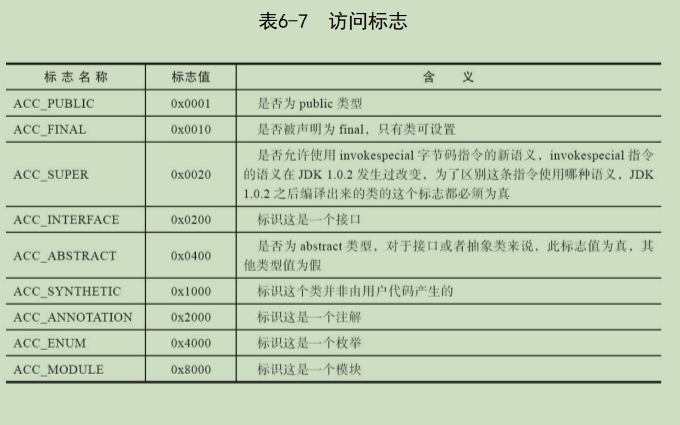 表6-7 访问标志
标志名称 标志值 含 义
ACC_PUBLIC 0x0001 是否为 public 类型
ACC_FINAL 0x0010 是否被声明为 final，只有类可设置
是否允许使用 invokespecial 字节码指令的新语义，invokespecial 指令
ACC_SUPER 0x0020 的语义在 JDK 1.0.2 发生过改变，为了区别这条指令使用哪种语义，JDK
1.0.2 之后编译出来的类的这个标志都必须为真
ACC_INTERFACE 0x0200 标识这是一个接口
ACC_ABSTRACT 0x0400 是否为 abstract 类型，对于接口或者抽象类来说，此标志值为真，其
他类型值为假
ACC_SYNTHETIC 0x1000 标识这个类并非由用户代码产生的
ACC_ANNOTATION 0x2000 标识这是一个注解
ACC_ENUM 0x4000 标识这是一个枚举
ACC_MODULE 0x8000 标识这是一个模块